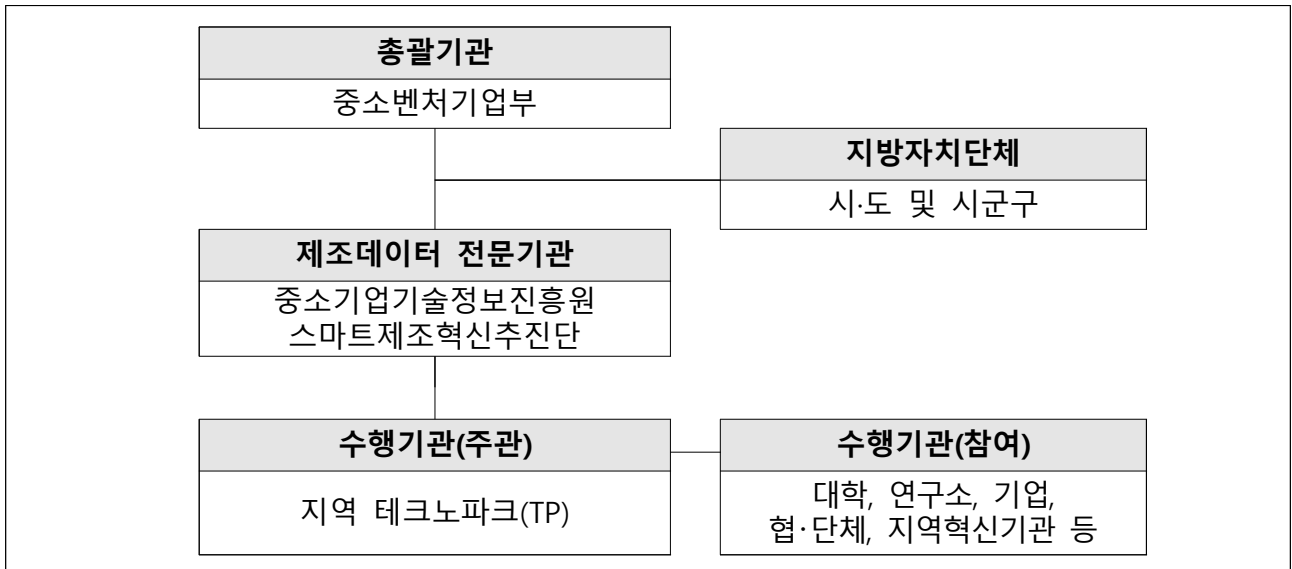 총괄기관
중소벤처기업부
지방자치단체
시·도 및 시군구
제조데이터 전문기관
중소기업기술정보진흥원
스마트제조혁신추진단
수행기관(주관)
지역 테크노파크(TP)
수행기관(참여)
대학, 연구소, 기업,
협·단체, 지역혁신기관 등